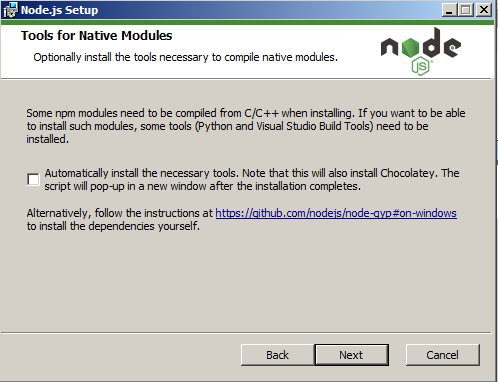 Node.js Setup
Tools for Native Modules
Optionally install the tools necessary to compile native modules.
node
JS
Some npm modules need to be compiled from C/C++ when installing. If you want to be able
to install such modules, some tools (Python and Visual Studio Build Tools) need to be
installed.
Automatically install the necessary tools. Note that this will also install Chocolatey. The
script will pop-up in a new window after the installation completes.
Alternatively, follow the instructions at https://github.com/nodejs/node-gyp#on-windows
to install the dependencies yourself.
Back Next Cancel